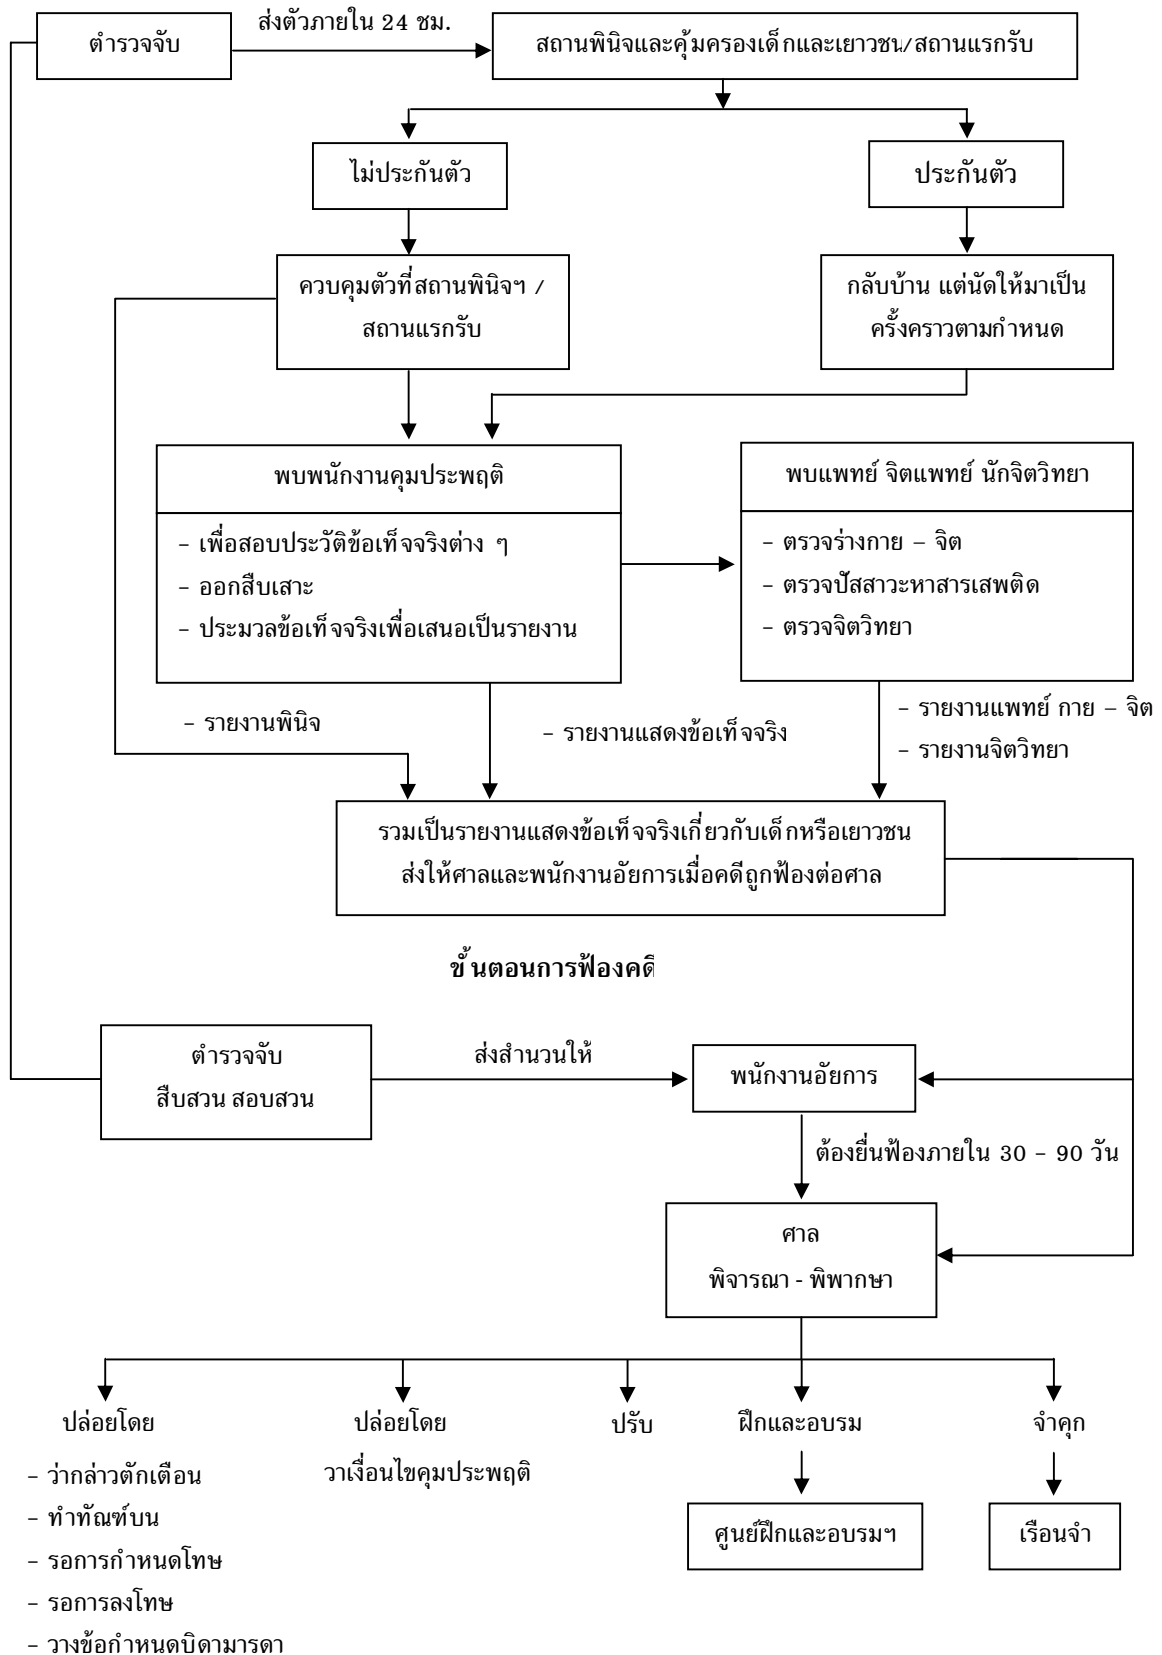 ส่งตัวภายใน 24 ชม.
ตำรวจจับ
สถานพินิจและคุ้มครองเด็กและเยาวชน/สถานแรกรับ
ไม่ประกันตัว
ประกันตัว
ควบคุมตัวที่สถานพินิจฯ /
สถานแรกรับ
กลับบ้าน แต่นัดให้มาเป็น
ครั้งคราวตามกำหนด
พบพนักงานคุมประพฤติ
- เพื่อสอบประวัติข้อเท็จจริงต่าง ๆ
- ออกสืบเสาะ
- ประมวลข้อเท็จจริงเพื่อเสนอเป็นรายงาน
พบแพทย์ จิตแพทย์ นักจิตวิทยา
- ตรวจร่างกาย – จิต
- ตรวจปัสสาวะหาสารเสพติด
- ตรวจจิตวิทยา
- รายงานพินิจ
- รายงานแสดงข้อเท็จจริง
- รายงานแพทย์ กาย – จิต
- รายงานจิตวิทยา
รวมเป็นรายงานแสดงข้อเท็จจริงเกี่ยวกับเด็กหรือเยาวชน
ส่งให้ศาลและพนักงานอัยการเมื่อคดีถูกฟ้องต่อศาล
ขั้นตอนการฟ้องคดี
ตำรวจจับ
สืบสวน สอบสวน
ส่งสำนวนให้
พนักงานอัยการ
ต้องยื่นฟ้องภายใน 30 - 90 วัน
ศาล
พิจารณา - พิพากษา
ปล่อยโดย
- ว่ากล่าวตักเตือน
- ทำทัณฑ์บน
- รอการกำหนดโทษ
- รอการลงโทษ
- วางข้อกำหนดบิดามารดา
ปล่อยโดย
วาเงื่อนไขคุมประพฤติ
ปรับ
ฝึกและอบรม
ศูนย์ฝึกและอบรมฯ
จำคุก
เรือนจำ